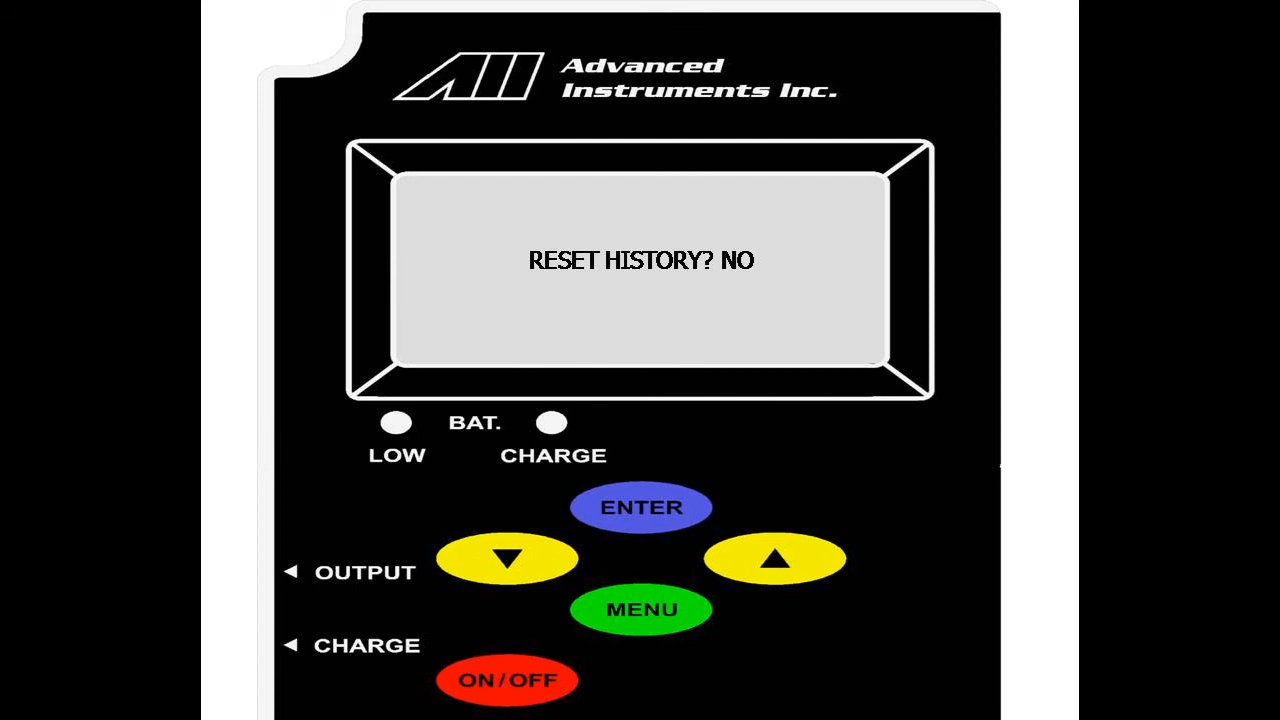 Advanced
Instruments Inc.
RESET HISTORY? NO
BAT.
LOW
CHARGE
ENTER
OUTPUT
MENU
CHARGE
ON/OFF